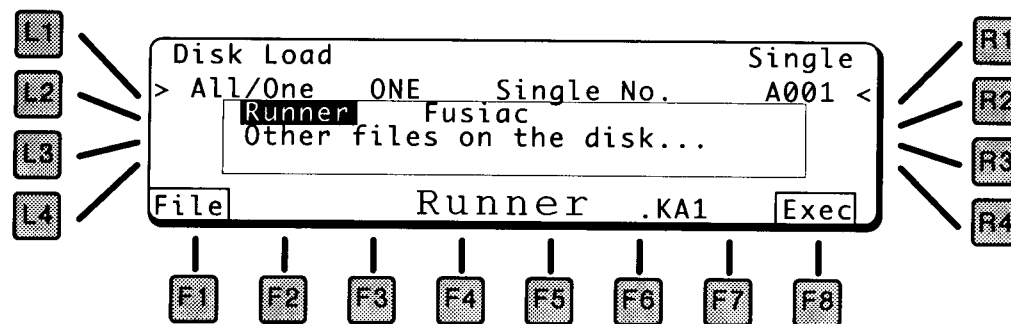 L1
L2
L3
L4
Disk Load Single
> All/One ONE Single No. A001 <
Runner Fusiac
Other files on the disk...
File Runner .KA1 Exec
R1
R2
R3
R4
F1 F2 F3 F4 F5 F6 F7 F8